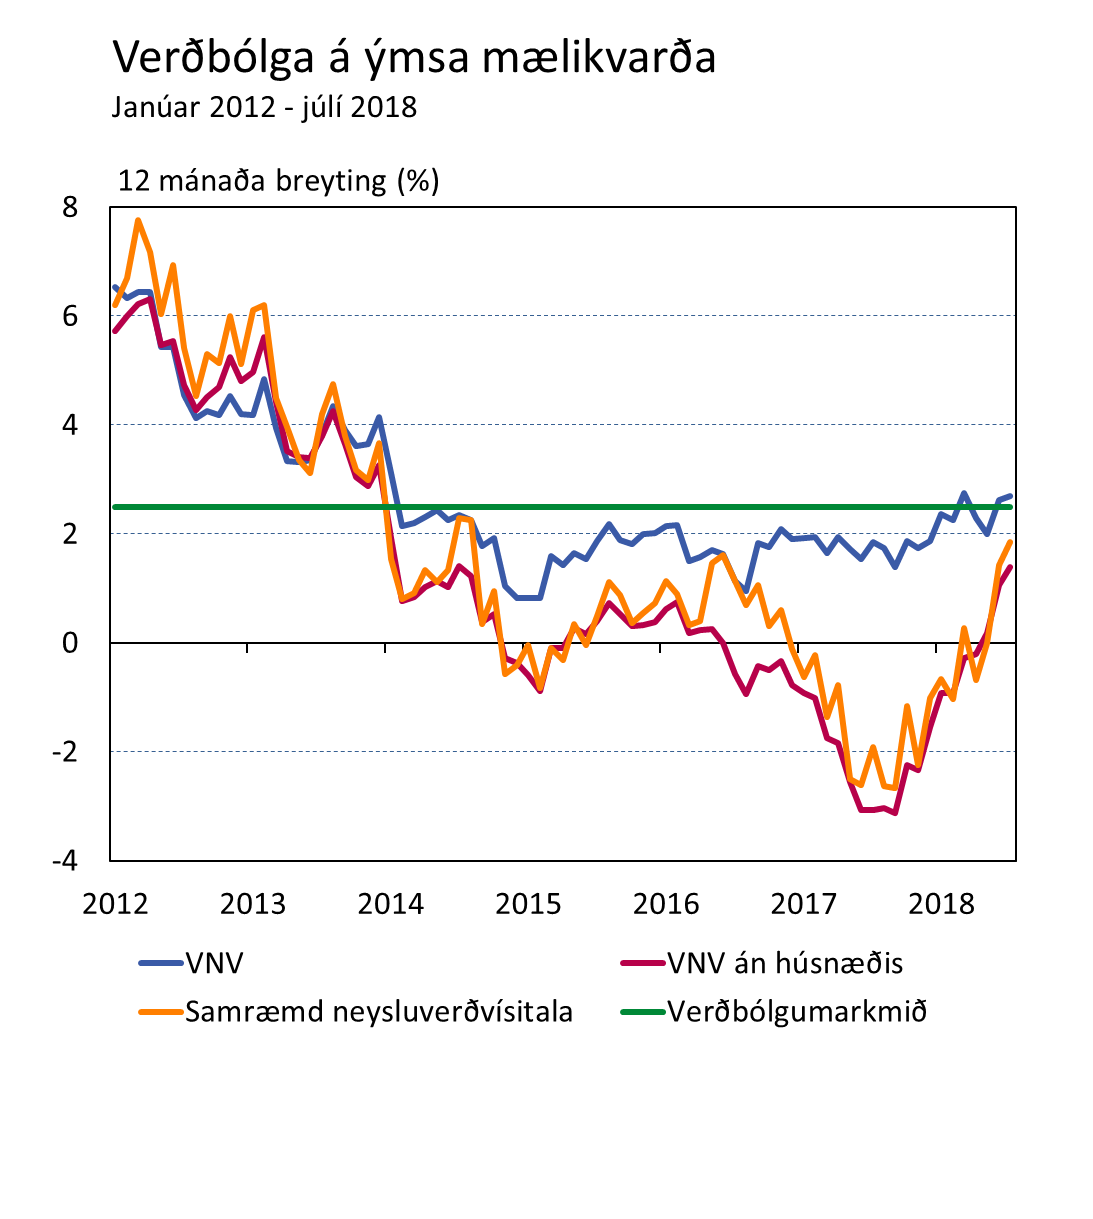 Verðbólga á ýmsa mælikvarða
Janúar 2012 - júlí 2018
12 mánaða breyting (%)
8
6
4
2
0
-2
-4
2012 2013 2014 2015 2016 2017 2018
VNV VNV án húsnæðis
Samræmd neysluverðvísitala Verðbólgumarkmið